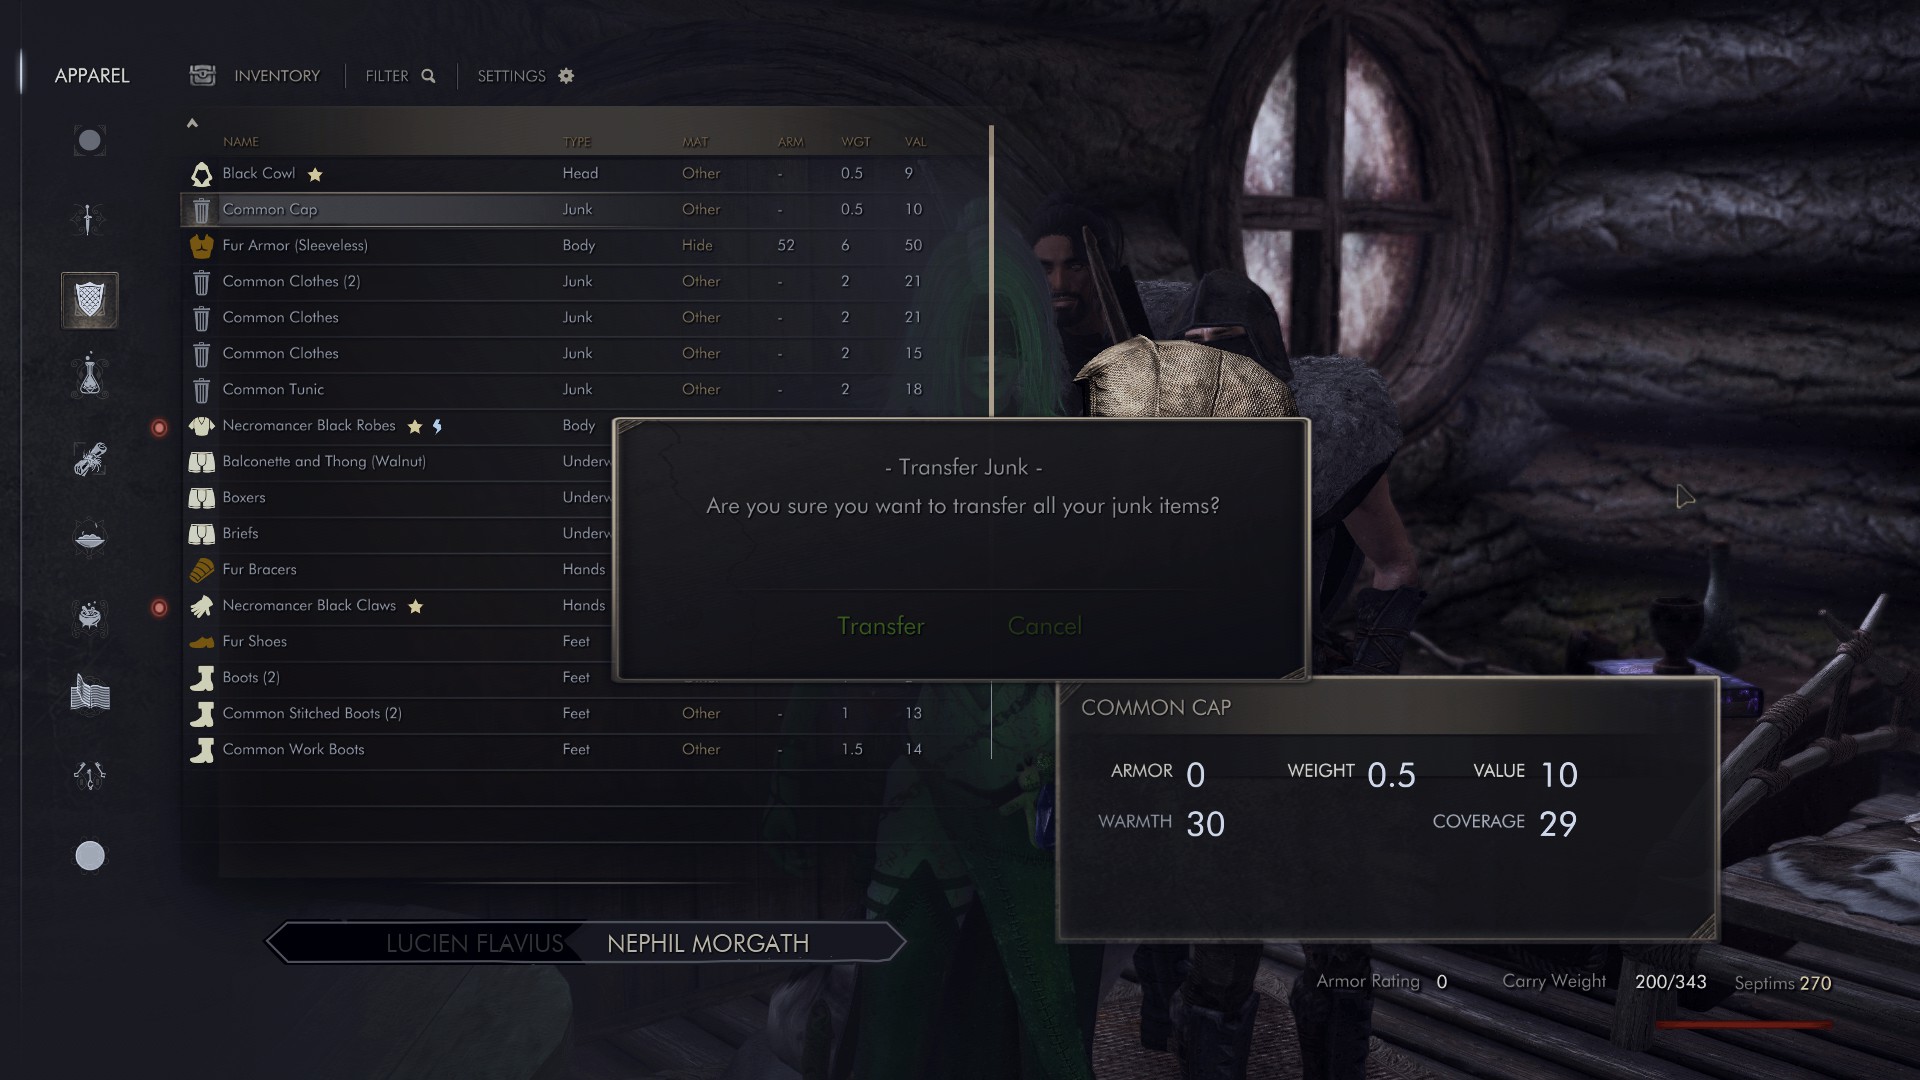 APPAREL INVENTORY FILTER SETTINGS
NAME TYPE MAT ARM WGT VAL
Black Cowl Head Other - 0.5 9
Common Cap Junk Other - 0.5 10
Fur Armor (Sleeveless) Body Hide 52 6 50
Common Clothes (2) Junk Other - 2 21
Common Clothes Junk Other - 2 21
Common Clothes Junk Other - 2 15
Common Tunic Junk Other - 2 18
Necromancer Black Robes Body
Balconette and Thong (Walnut) Underw
Boxers Underw
Briefs Underw
Fur Bracers Hands
Necromancer Black Claws Hands
Fur Shoes Feet
Boots (2) Feet
Common Stitched Boots (2) Feet Other - 1 13
Common Work Boots Feet Other - 1.5 14
- Transfer Junk -
Are you sure you want to transfer all your junk items?
Transfer Cancel
COMMON CAP
ARMOR 0 WEIGHT 0.5 VALUE 10
WARMTH 30 COVERAGE 29
LUCIEN FLAVIUS NEPHIL MORGATH
Armor Rating 0 Carry Weight 200/343 Septims 270